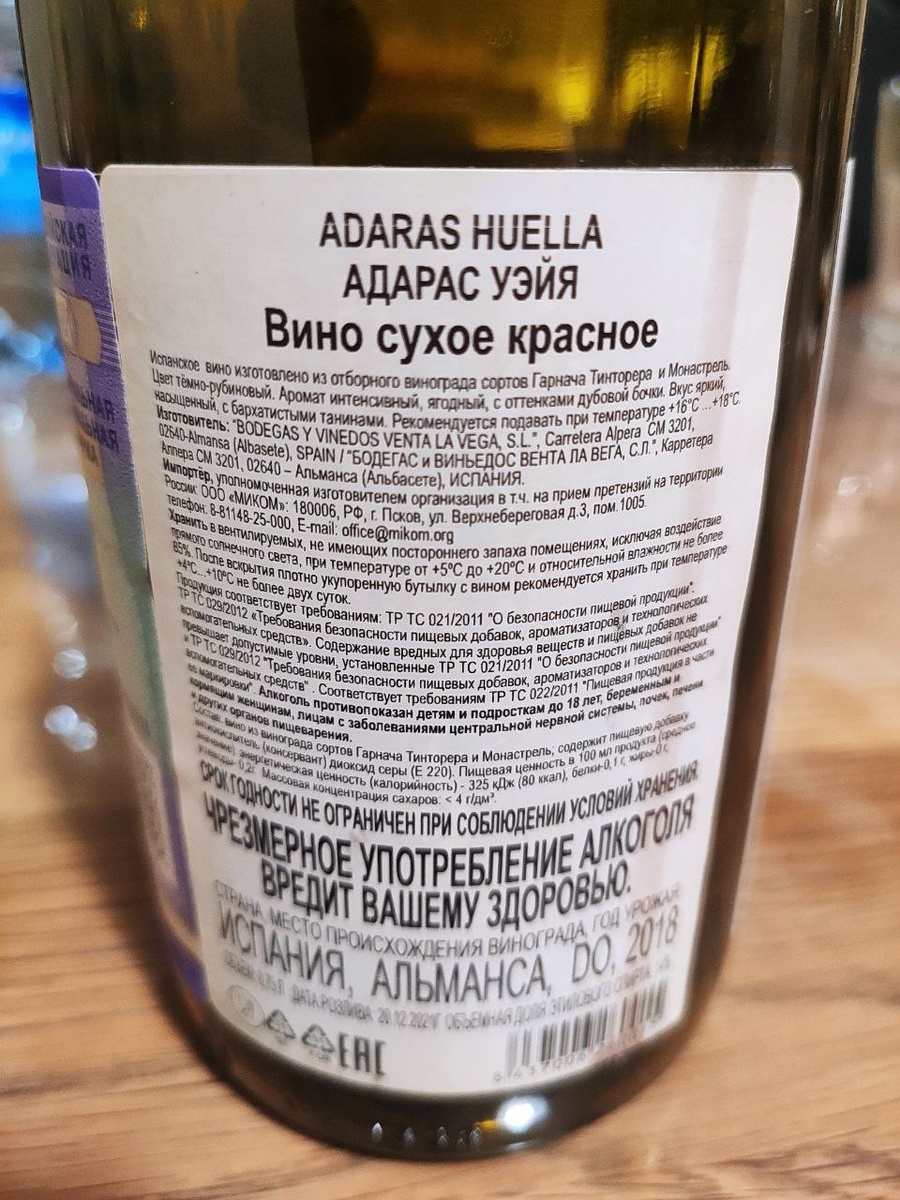 ADARAS HUELLA
АДАРАС УЭЙЯ
Вино сухое красное
Испанское вино изготовлено из отборного винограда сортов Гарнача Тинторера и Монастрель.
Цвет тёмно-рубиновый. Аромат интенсивный, ягодный, с оттенками дубовой бочки. Вкус яркий,
насыщенный, с бархатистыми танинами. Рекомендуется подавать при температуре +16°С...+18°С.
Изготовитель: "BODEGAS Y VINEDOS VENTA LA VEGA, S.L.", Carretera Alpera CM 3201,
02640-Almansa (Albasete), SPAIN / "БОДЕГАС и ВИНЬЕДОС ВЕНТА ЛА ВЕГА, С.Л.", Карретера
Алпера СМ 3201, 02640 – Альманса (Альбасете), ИСПАНИЯ.
Импортёр, уполномоченная изготовителем организация в т.ч. на прием претензий на территории
России: ООО «МИКОМ»: 180006, РФ, г. Псков, ул. Верхнебереговая д.3, пом.1005.
телефон: 8-81148-25-000, E-mail: office@mikom.org
Хранить в вентилируемых, не имеющих постороннего запаха помещениях, исключая воздействие
прямого солнечного света, при температуре от +5°С до +20°С и относительной влажности не более
85%. После вскрытия плотно укупоренную бутылку с вином рекомендуется хранить при температуре
+4°С...+10°С не более двух суток.
Продукция соответствует требованиям: ТР ТС 021/2011 "О безопасности пищевой продукции".
ТР ТС 029/2012 «Требования безопасности пищевых добавок, ароматизаторов и технологических
вспомогательных средств». Содержание вредных для здоровья веществ и пищевых добавок не
превышает допустимые уровни, установленные ТР ТС 021/2011 "О безопасности пищевой продукции"
и ТР ТС 029/2012 "Требования безопасности пищевых добавок, ароматизаторов и технологических
вспомогательных средств" . Соответствует требованиям ТР ТС 022/2011 "Пищевая продукция в части
ее маркировки". Алкоголь противопоказан детям и подросткам до 18 лет, беременным и
кормящим женщинам, лицам с заболеваниями центральной нервной системы, почек, печени
и других органов пищеварения.
Состав: вино из винограда сортов Гарнача Тинторера и Монастрель; содержит пищевую добавку
антиокислитель (консервант) диоксид серы (Е 220). Пищевая ценность в 100 мл продукта (среднее
значение) энергетическая ценность (калорийность) - 325 кДж (80 ккал), белки-0,1 г, жиры-0 г,
углеводы- 0,2г Массовая концентрация сахаров: < 4 г/дм³.
СРОК ГОДНОСТИ НЕ ОГРАНИЧЕН ПРИ СОБЛЮДЕНИИ УСЛОВИЙ ХРАНЕНИЯ.
ЧРЕЗМЕРНОЕ УПОТРЕБЛЕНИЕ АЛКОГОЛЯ
ВРЕДИТ ВАШЕМУ ЗДОРОВЬЮ.
СТРАНА, МЕСТО ПРОИСХОЖДЕНИЯ ВИНОГРАДА, ГОД УРОЖАЯ:
ИСПАНИЯ, АЛЬМАНСА, DO, 2018
ОБЪЕМ: 0,75Л ДАТА РОЗЛИВА: 20.12.2021Г ОБЪЕМНАЯ ДОЛЯ ЭТИЛОВОГО СПИРТА:
EAC